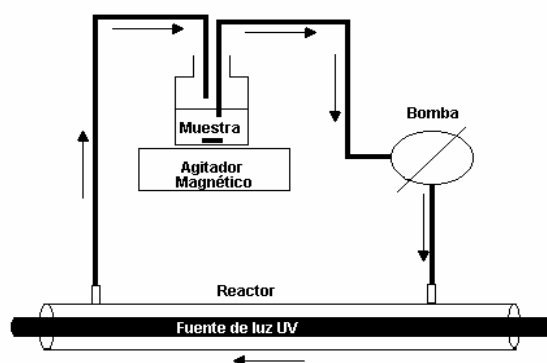 Bomba
Muestra
Agitador
Magnético
Reactor
Fuente de luz UV